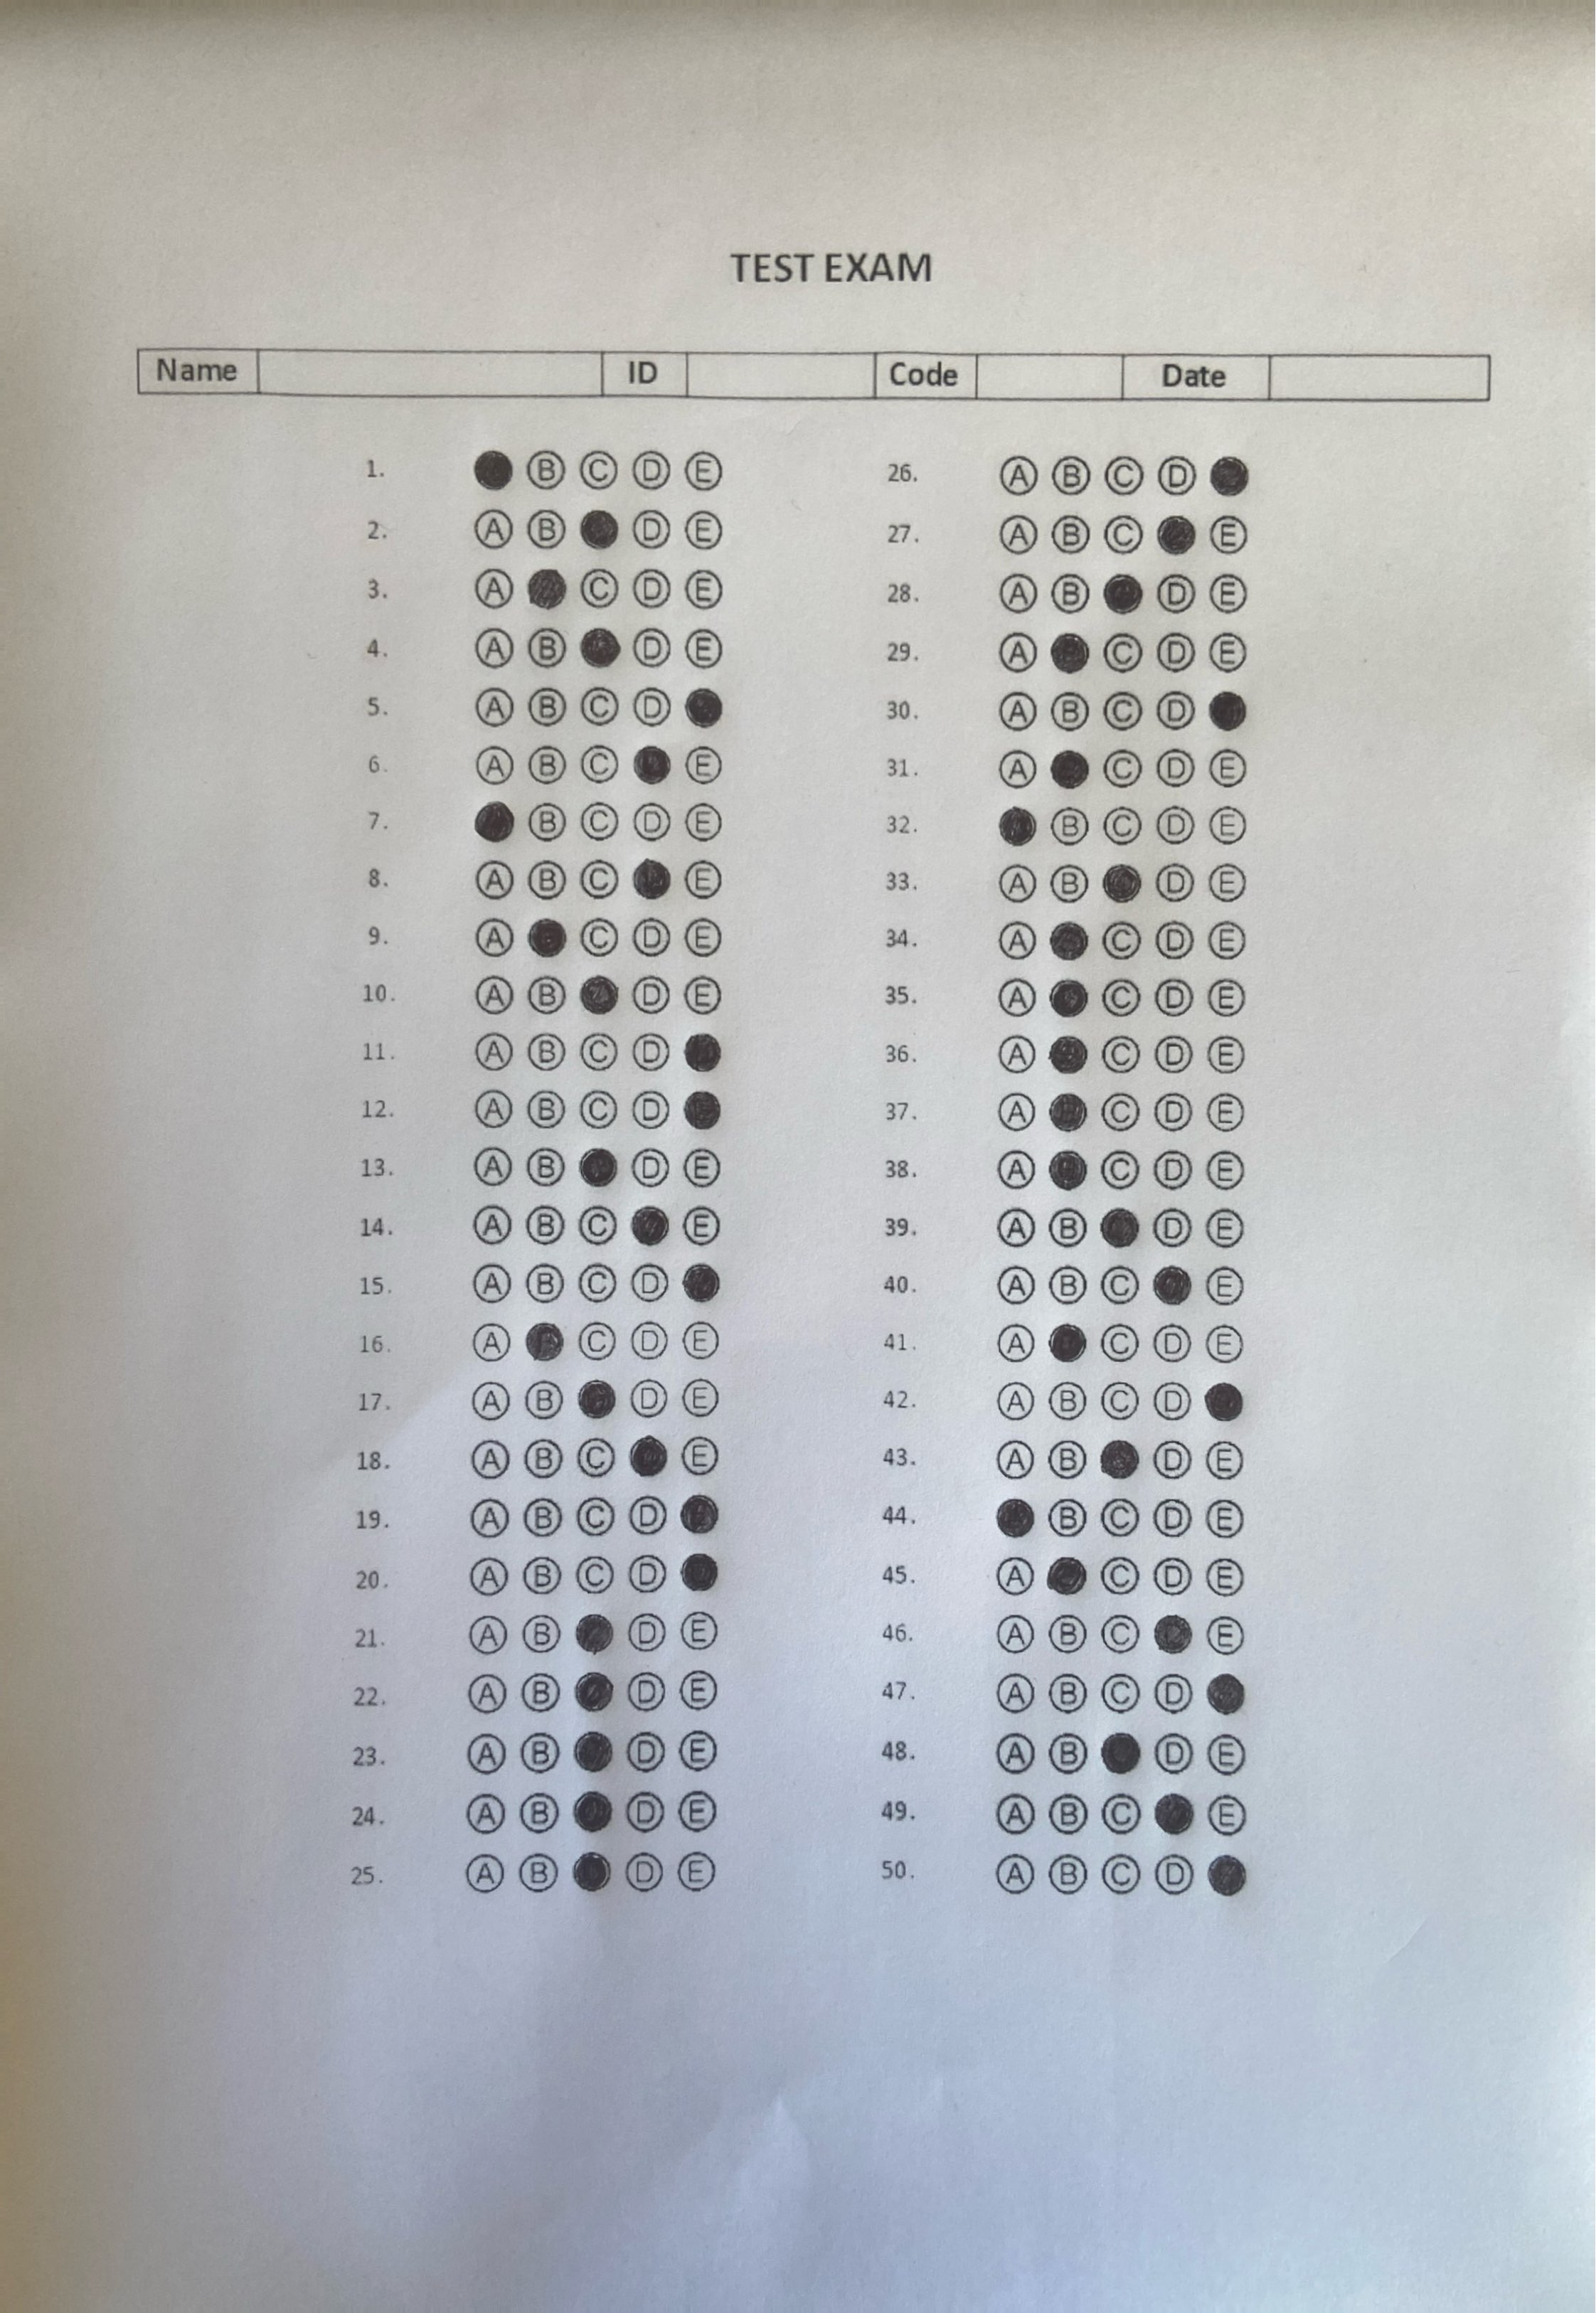 TEST EXAM
Name ID Code Date
1. B C D E
2. A B D E
3. A C D E
4. A B D E
5. A B C D
6. A B C E
7. B C D E
8. A B C E
9. A C D E
10. A B D E
11. A B C D
12. A B C D
13. A B D E
14. A B C E
15. A B C D
16. A C D E
17. A B D E
18. A B C E
19. A B C D
20. A B C D
21. A B D E
22. A B D E
23. A B D E
24. A B D E
25. A B D E
26. A B C D
27. A B C E
28. A B D E
29. A C D E
30. A B C D
31. A C D E
32. B C D E
33. A B D E
34. A C D E
35. A C D E
36. A C D E
37. A C D E
38. A C D E
39. A B D E
40. A B C E
41. A C D E
42. A B C D
43. A B D E
44. B C D E
45. A C D E
46. A B C E
47. A B C D
48. A B D E
49. A B C E
50. A B C D